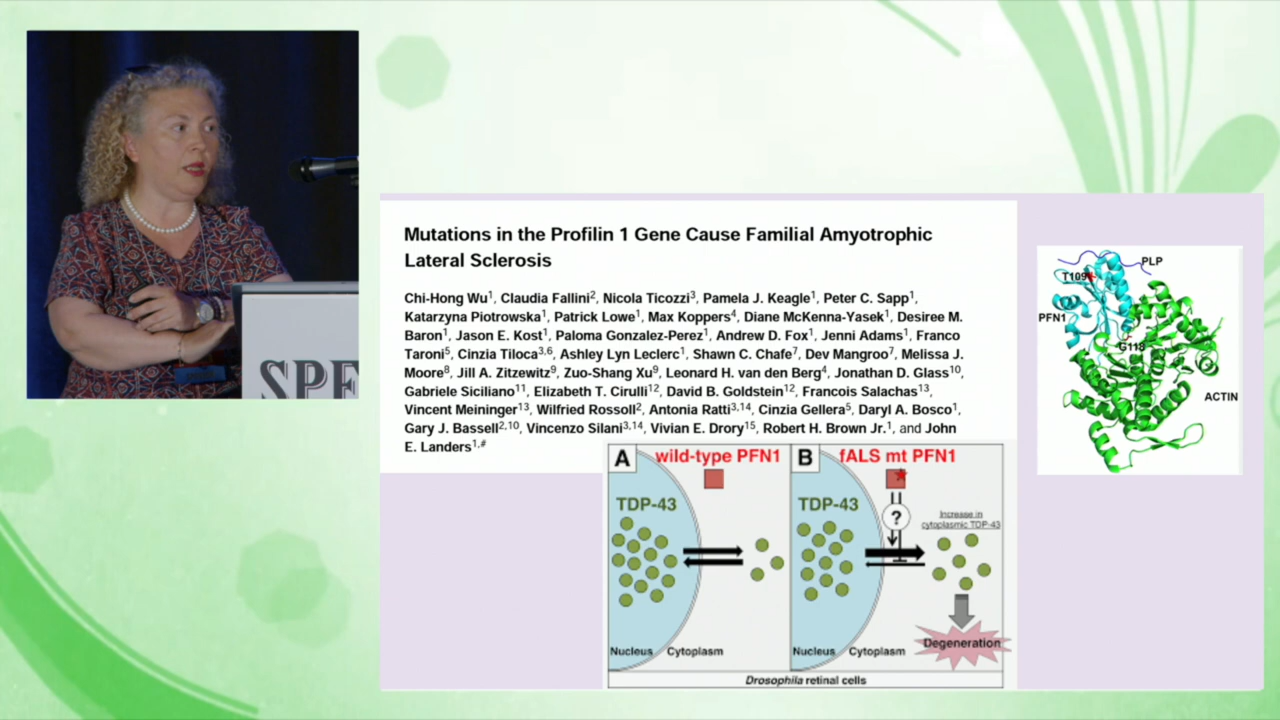 SPE
Mutations in the Profilin 1 Gene Cause Familial Amyotrophic
Lateral Sclerosis
Chi-Hong Wu1, Claudia Fallini2, Nicola Ticozzi3, Pamela J. Keagle1, Peter C. Sapp1,
Katarzyna Piotrowska1, Patrick Lowe1, Max Koppers4, Diane McKenna-Yasek1, Desiree M.
Baron1, Jason E. Kost1, Paloma Gonzalez-Perez1, Andrew D. Fox1, Jenni Adams1, Franco
Taroni5, Cinzia Tiloca3,6, Ashley Lyn Leclerc1, Shawn C. Chafe7, Dev Mangroo7, Melissa J.
Moore8, Jill A. Zitzewitz9, Zuo-Shang Xu9, Leonard H. van den Berg4, Jonathan D. Glass10,
Gabriele Siciliano11, Elizabeth T. Cirulli12, David B. Goldstein12, Francois Salachas13,
Vincent Meininger13, Wilfried Rossoll2, Antonia Ratti3,14, Cinzia Gellera5, Daryl A. Bosco1,
Gary J. Bassell2,10, Vincenzo Silani3,14, Vivian E. Drory15, Robert H. Brown Jr.1, and John
E. Landers1,#
A wild-type PFN1
TDP-43
Nucleus Cytoplasm
B fALS mt PFN1
TDP-43
?
Increase in
cytoplasmic TDP-43
Degeneration
Nucleus Cytoplasm
Drosophila retinal cells
PLP
T109
PFN1
G118
ACTIN